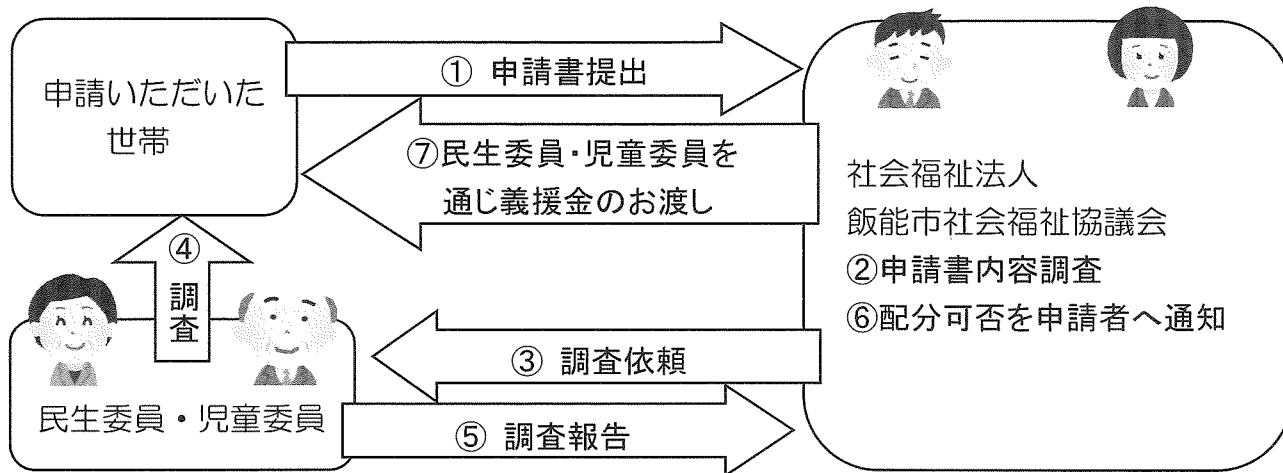 申請いただいた
世帯
① 申請書提出
⑦民生委員・児童委員を
通じ義援金のお渡し
社会福祉法人
飯能市社会福祉協議会
②申請書内容調査
⑥配分可否を申請者へ通知
④
調
査
③ 調査依頼
民生委員・児童委員
⑤ 調査報告